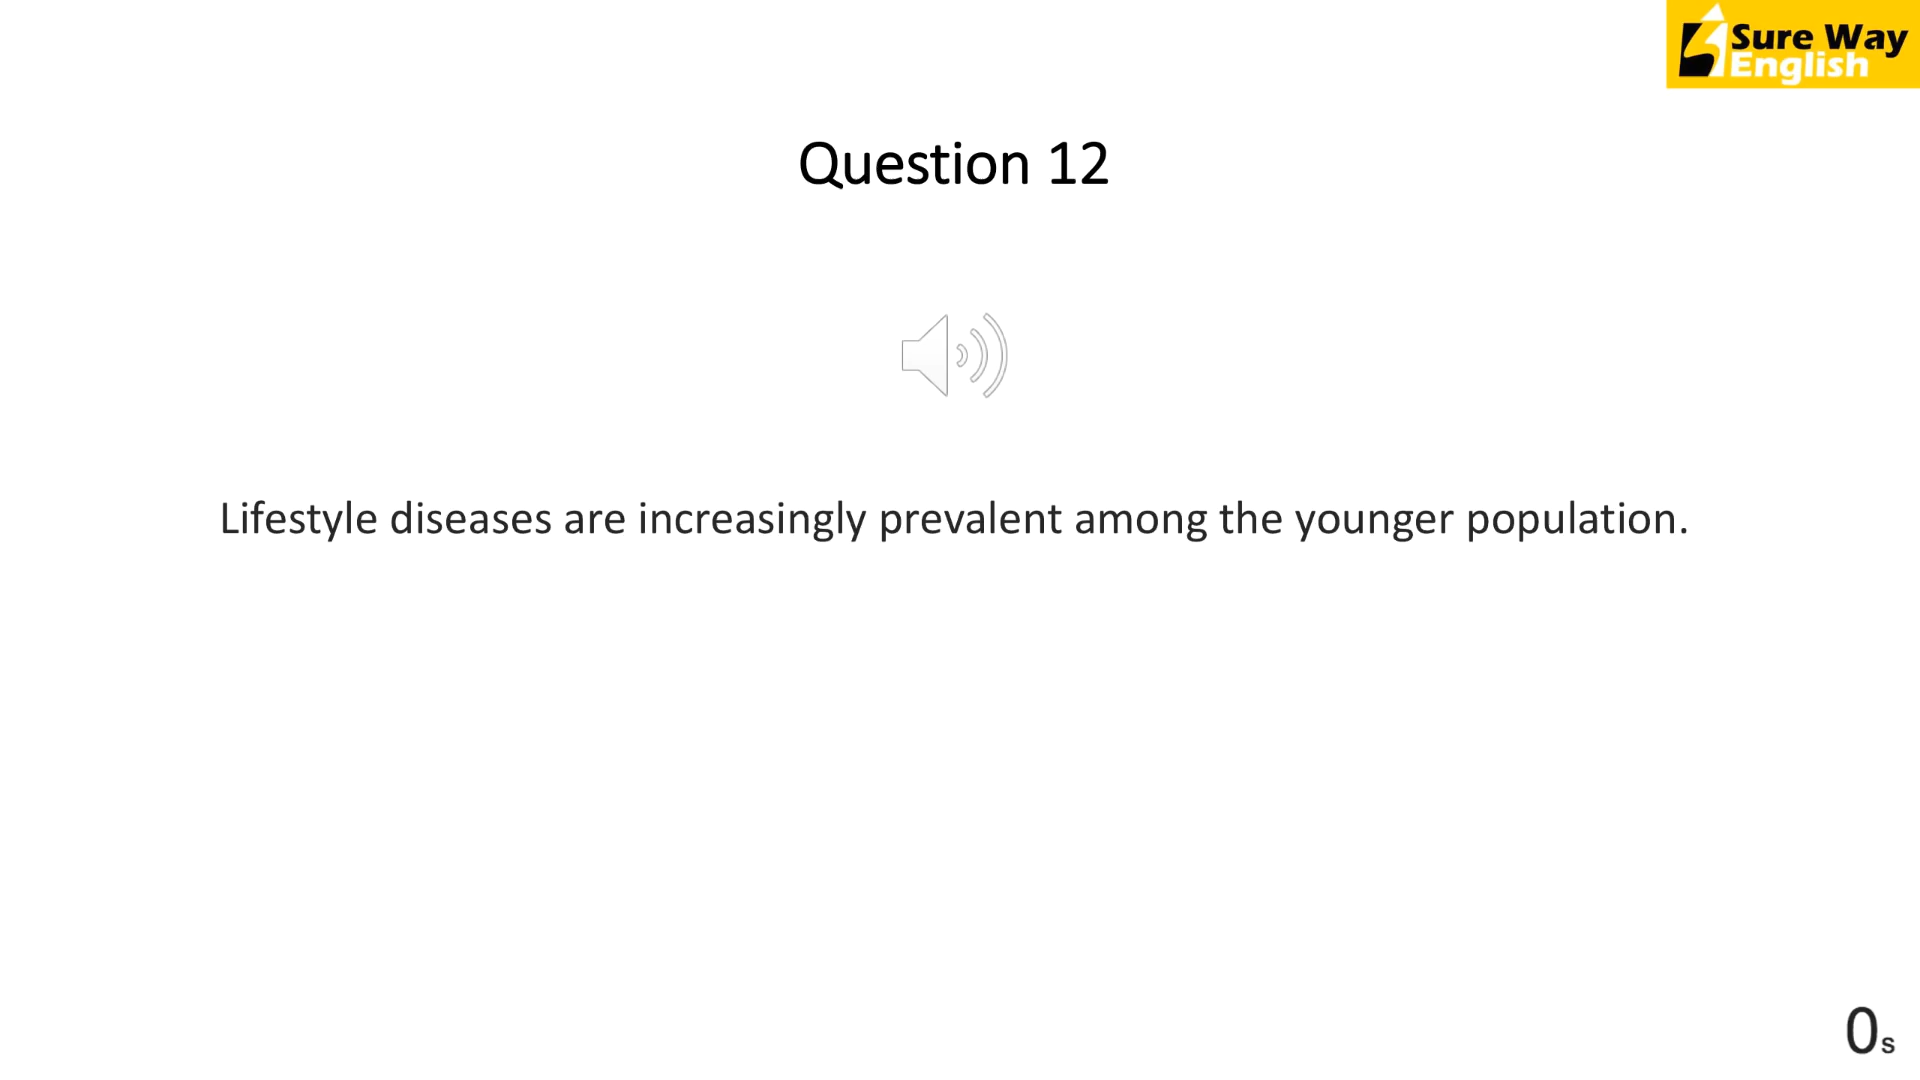 Sure Way
English
Question 12
Lifestyle diseases are increasingly prevalent among the younger population.
0s